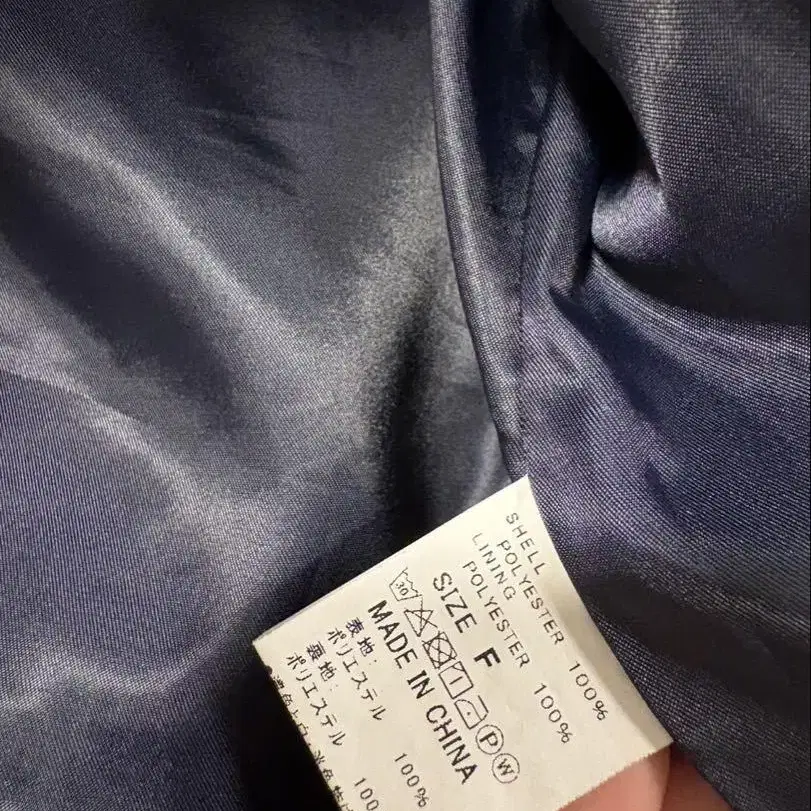 SHELL
POLYESTER 100%
LINING
POLYESTER 100%
SIZE F
30 P W
MADE IN CHINA
表地:
ポリエステル 100%
裏地:
ポリエステル 100